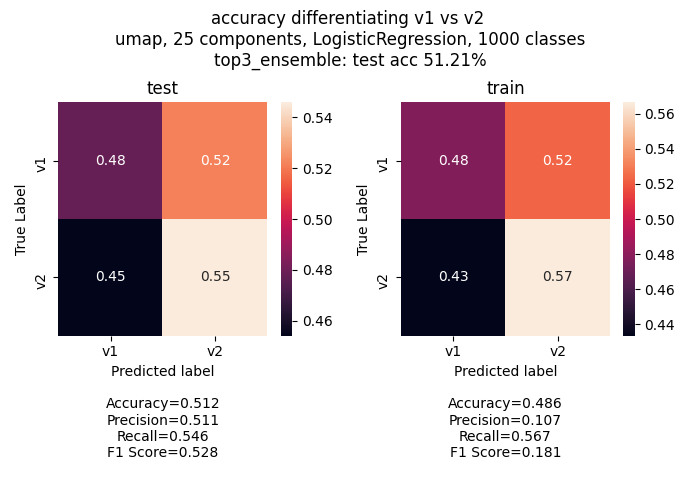 accuracy differentiating v1 vs v2
umap, 25 components, LogisticRegression, 1000 classes
top3_ensemble: test acc 51.21%
test
True Label
v1
v2
0.48
0.52
0.45
0.55
v1
v2
Predicted label
0.54
0.52
0.50
0.48
0.46
Accuracy=0.512
Precision=0.511
Recall=0.546
F1 Score=0.528
train
True Label
v1
v2
0.48
0.52
0.43
0.57
v1
v2
Predicted label
0.56
0.54
0.52
0.50
0.48
0.46
0.44
Accuracy=0.486
Precision=0.107
Recall=0.567
F1 Score=0.181